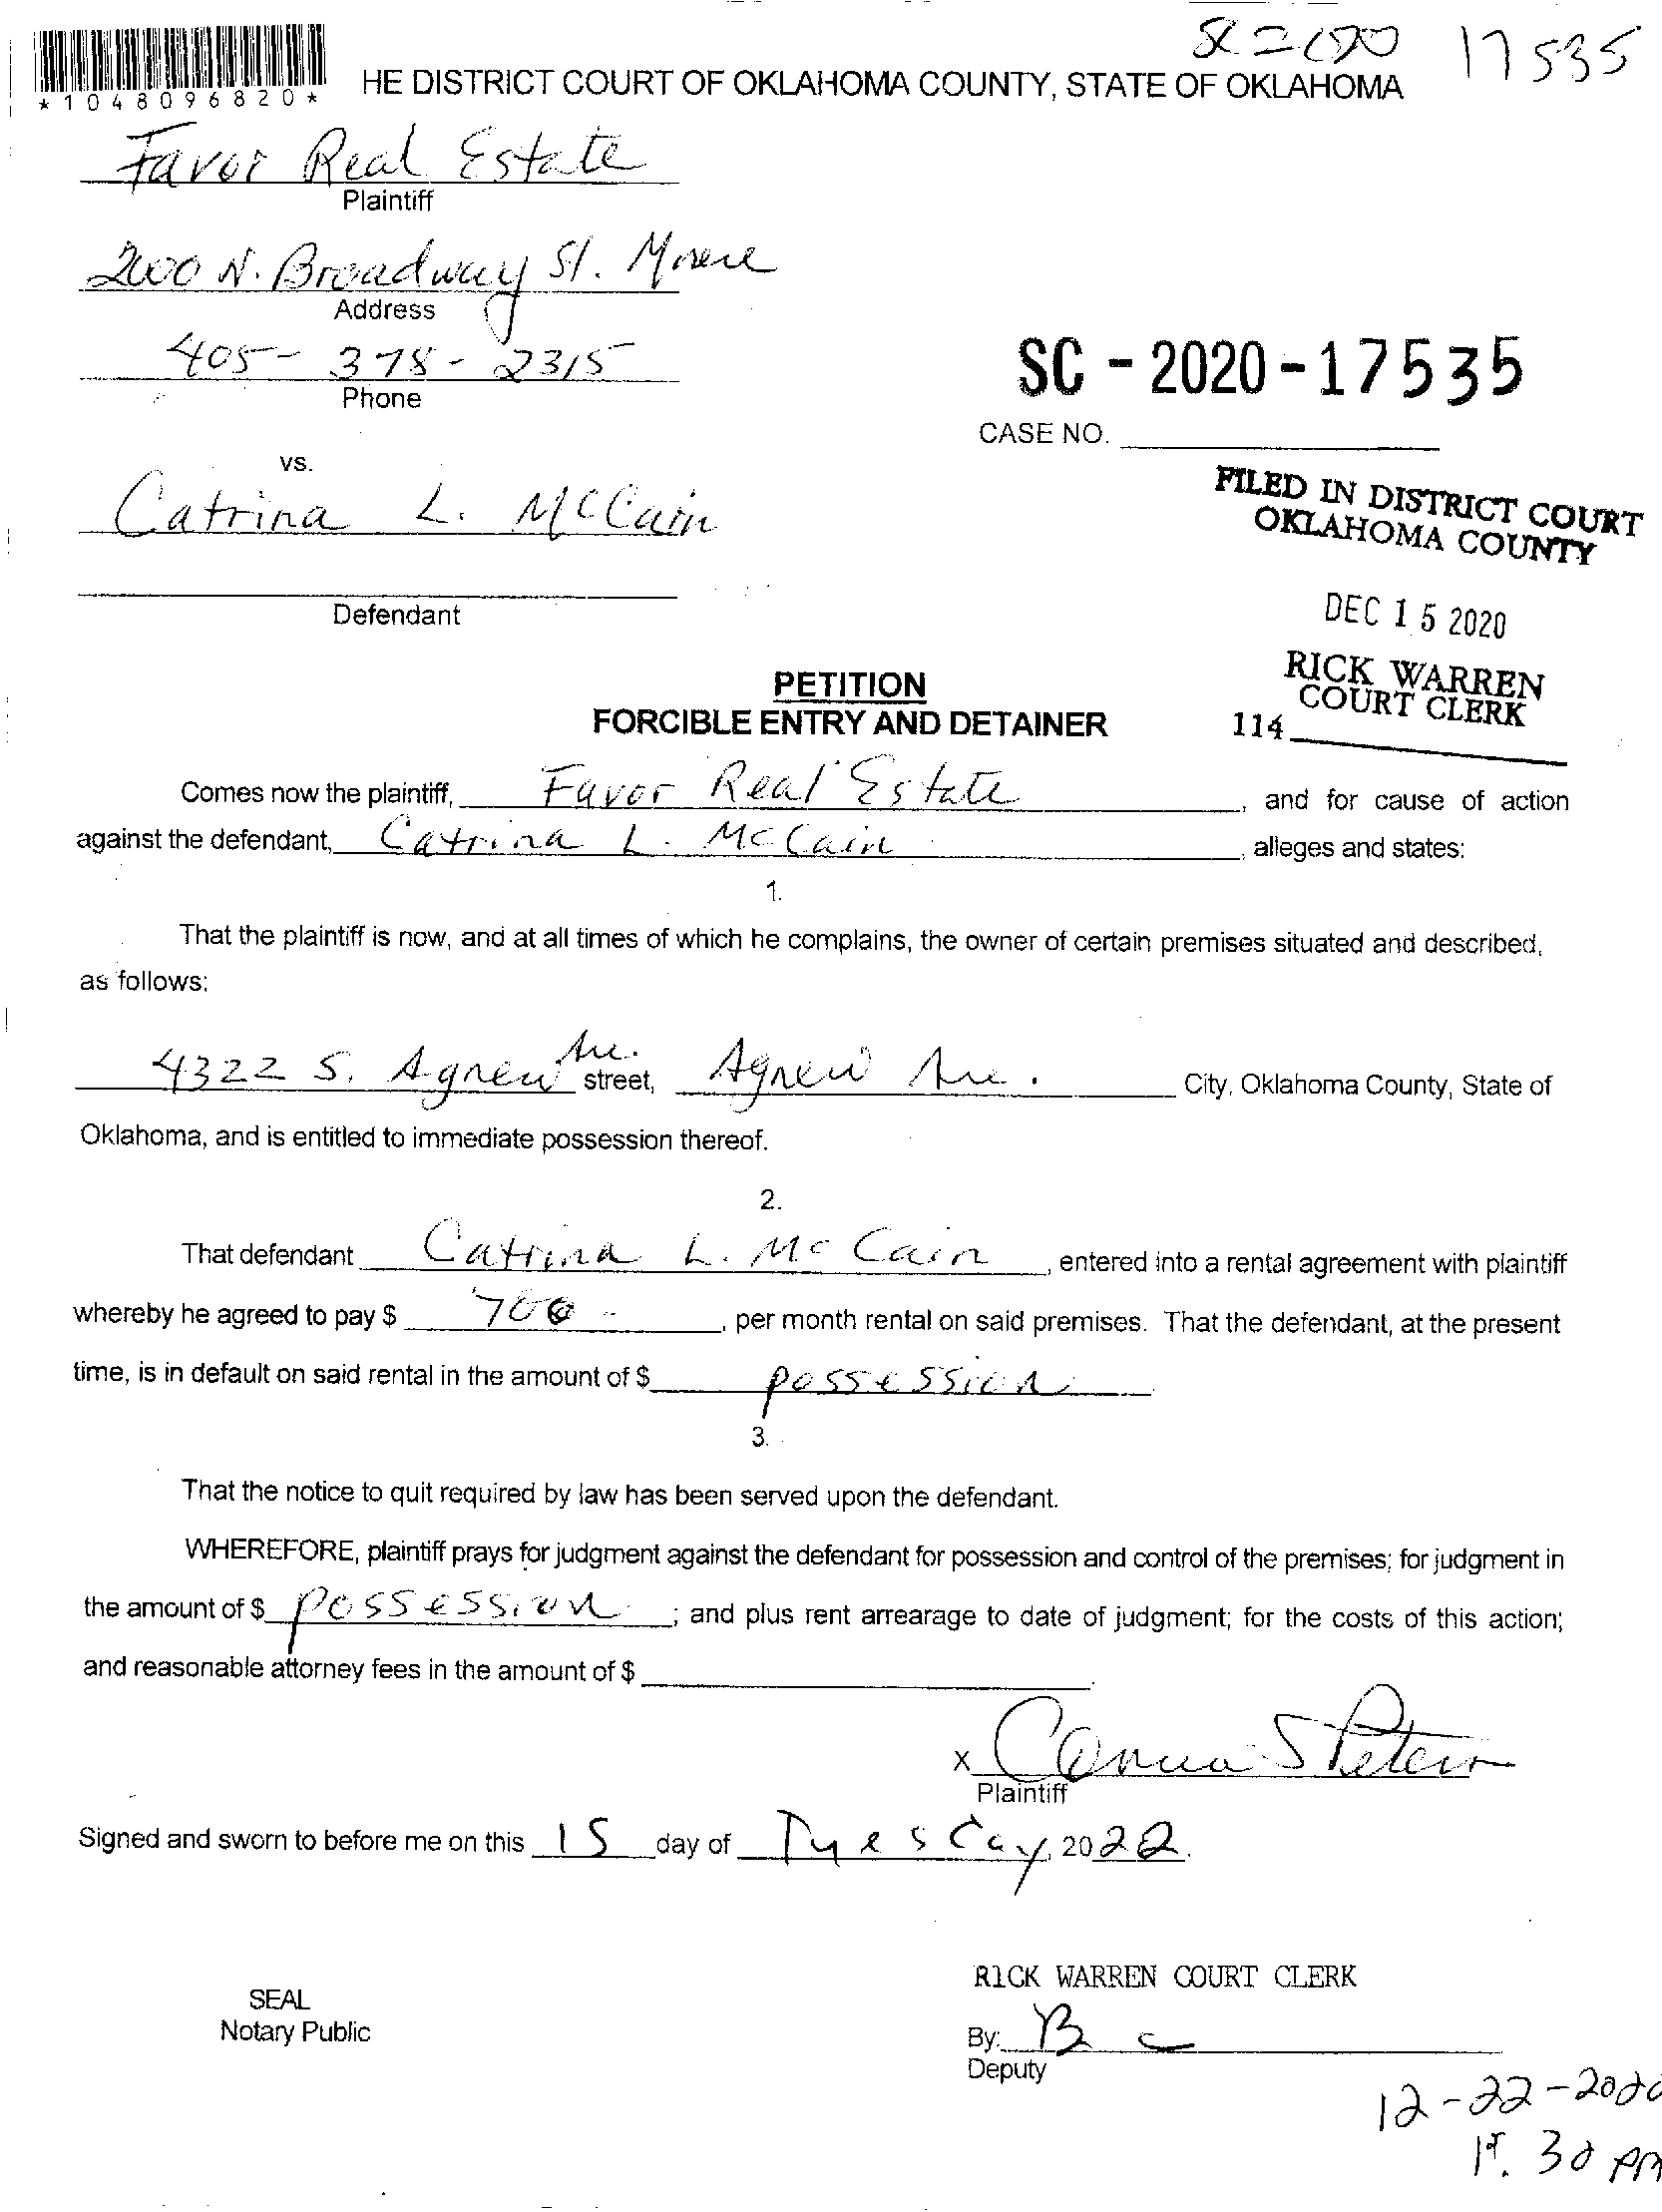 SC 2020 17535
*1048096820*
HE DISTRICT COURT OF OKLAHOMA COUNTY, STATE OF OKLAHOMA
Favor Real Estate
Plaintiff
2600 N. Broadway St. Moore
Address
405- 378- 2315
Phone
SC - 2020 - 17535
CASE NO.
vs.
Catrina L. McCain
FILED IN DISTRICT COURT
OKLAHOMA COUNTY
Defendant
DEC 15 2020
RICK WARREN
COURT CLERK
114
PETITION
FORCIBLE ENTRY AND DETAINER
Comes now the plaintiff, Favor Real Estate, and for cause of action
against the defendant, Catrina L. McCain, alleges and states:
1.
That the plaintiff is now, and at all times of which he complains, the owner of certain premises situated and described,
as follows:
4322 S. Agnew Ave. street, Agnew Ave. City, Oklahoma County, State of
Oklahoma, and is entitled to immediate possession thereof.
2.
That defendant Catrina L. McCain, entered into a rental agreement with plaintiff
whereby he agreed to pay $ 700 -, per month rental on said premises. That the defendant, at the present
time, is in default on said rental in the amount of $ possession
3.
That the notice to quit required by law has been served upon the defendant.
WHEREFORE, plaintiff prays for judgment against the defendant for possession and control of the premises; for judgment in
the amount of $ possession; and plus rent arrearage to date of judgment; for the costs of this action;
and reasonable attorney fees in the amount of $
X
Plaintiff
Signed and sworn to before me on this 15 day of Tuesday, 2020.
SEAL
Notary Public
RICK WARREN COURT CLERK
By:
Deputy
12-22-2020
1:30 PM